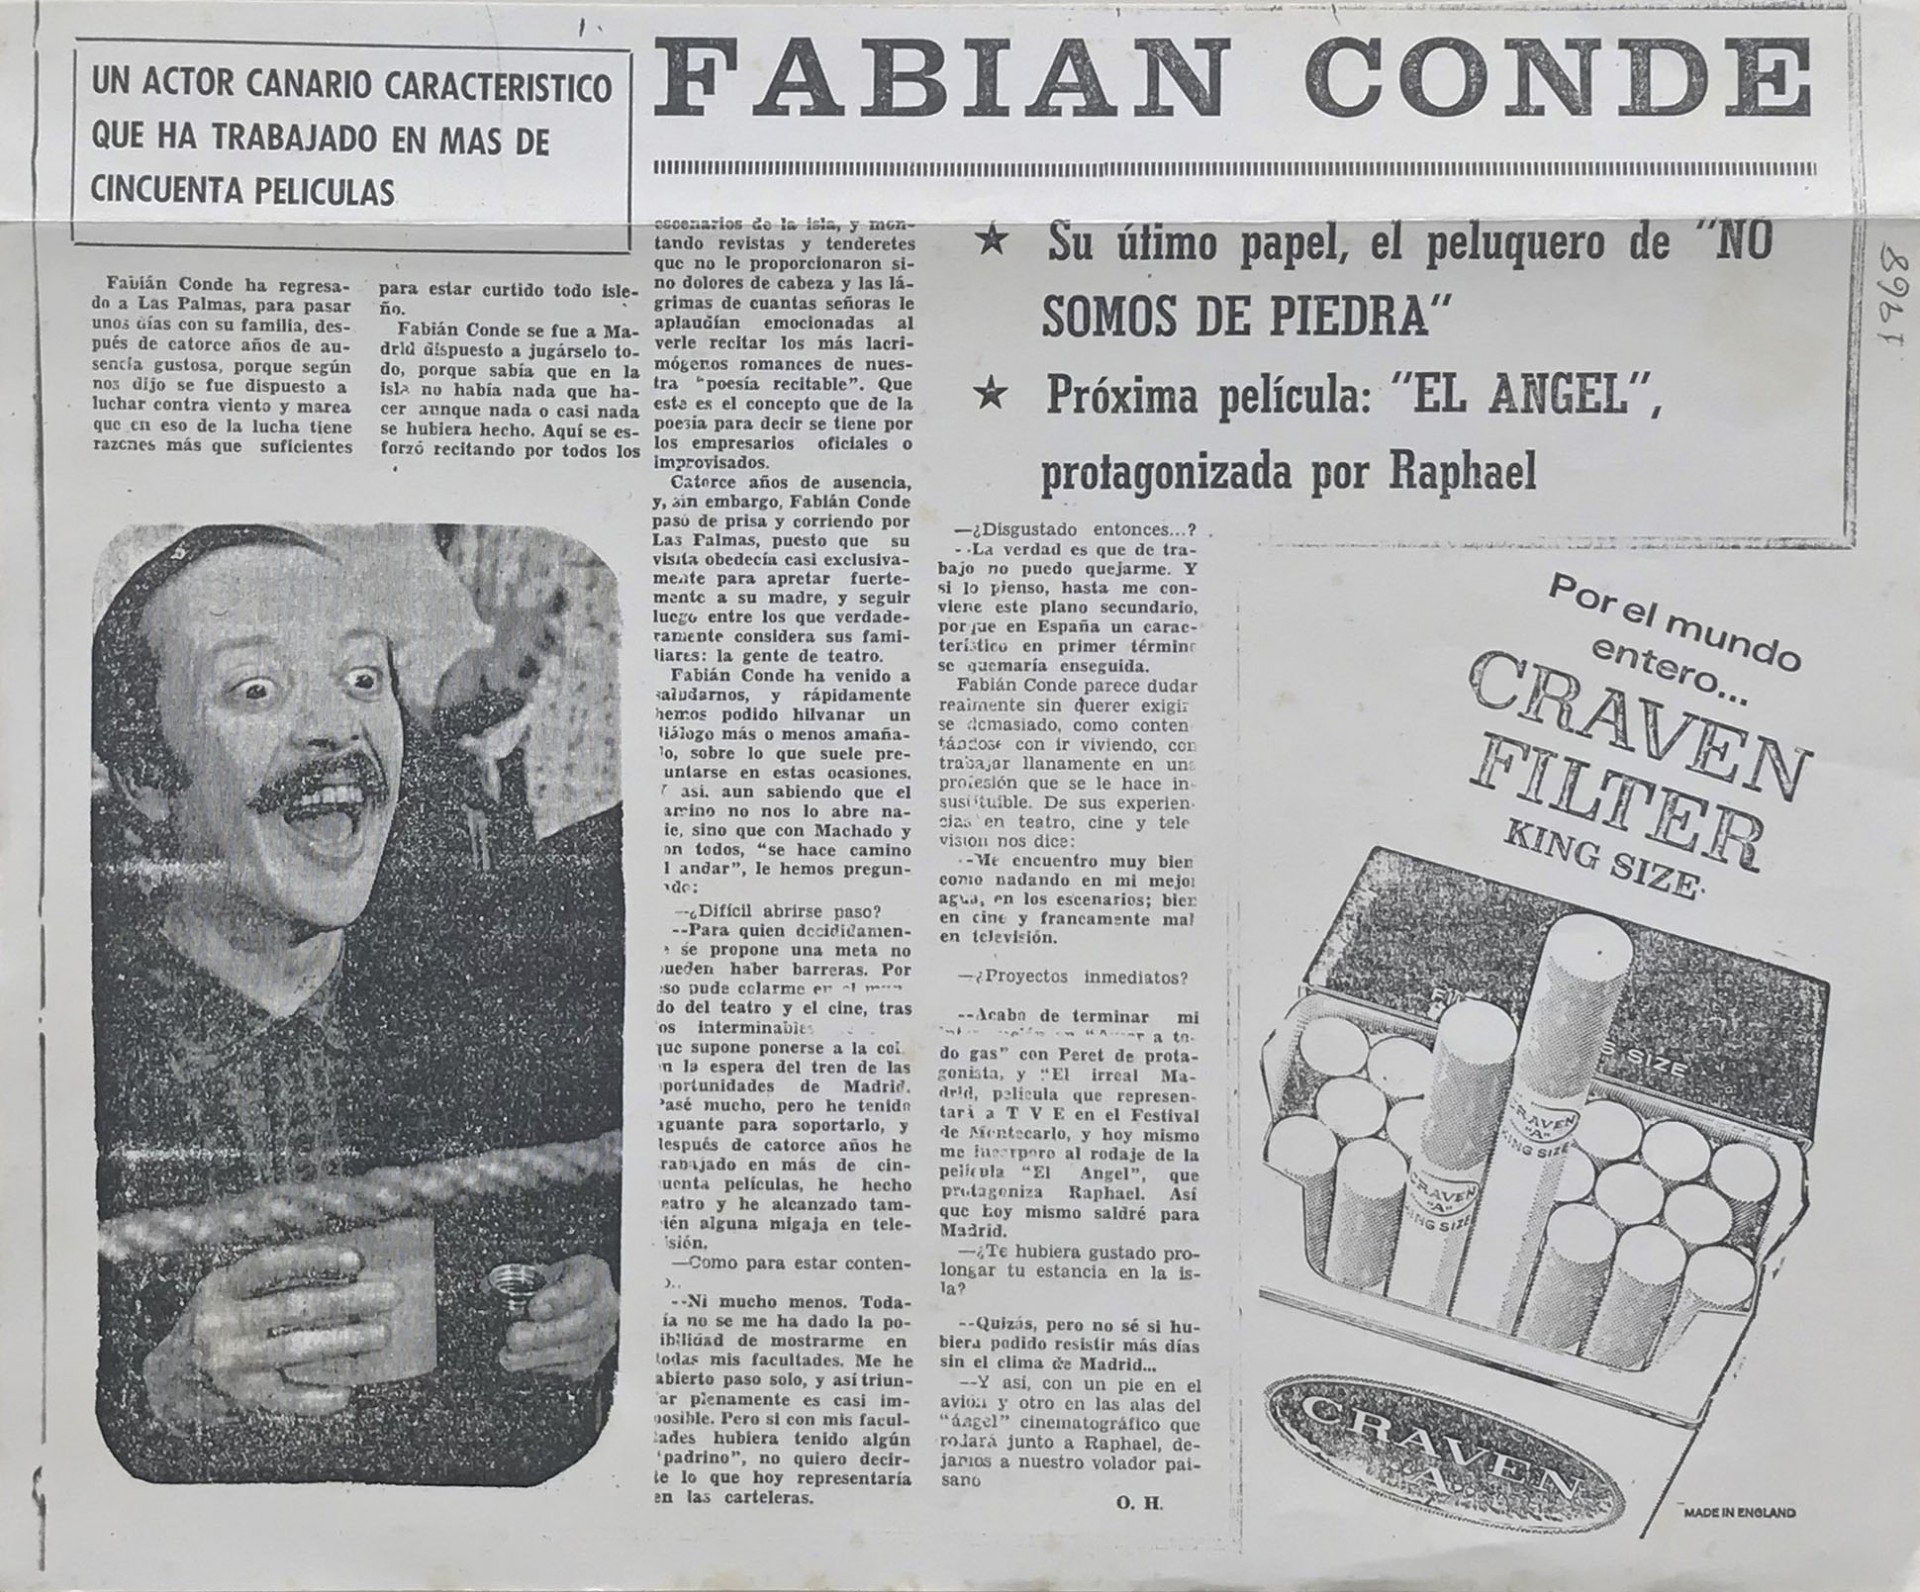 UN ACTOR CANARIO CARACTERISTICO
QUE HA TRABAJADO EN MAS DE
CINCUENTA PELICULAS
FABIAN CONDE
★ Su útimo papel, el peluquero de "NO
SOMOS DE PIEDRA"
★ Próxima película: "EL ANGEL",
protagonizada por Raphael
1968
Fabián Conde ha regresa-
do a Las Palmas, para pasar
unos días con su familia, des-
pués de catorce años de au-
sencia gustosa, porque según
nos dijo se fue dispuesto a
luchar contra viento y marea
que en eso de la lucha tiene
razones más que suficientes
para estar curtido todo isle-
ño.
Fabián Conde se fue a Ma-
drid dispuesto a jugárselo to-
do, porque sabía que en la
isla no había nada que ha-
cer aunque nada o casi nada
se hubiera hecho. Aquí se es-
forzó recitando por todos los
escenarios de la isla, y mon-
tando revistas y tenderetes
que no le proporcionaron si-
no dolores de cabeza y las lá-
grimas de cuantas señoras le
aplaudían emocionadas al
verle recitar los más lacri-
mógenos romances de nues-
tra "poesía recitable". Que
este es el concepto que de la
poesía para decir se tiene por
los empresarios oficiales o
improvisados.
Catorce años de ausencia,
y, sin embargo, Fabián Conde
pasó de prisa y corriendo por
Las Palmas, puesto que su
visita obedecía casi exclusiva-
mente para apretar fuerte-
mente a su madre, y seguir
luego entre los que verdade-
ramente considera sus fami-
liares: la gente de teatro.
Fabián Conde ha venido a
saludarnos, y rápidamente
hemos podido hilvanar un
diálogo más o menos amaña-
lo, sobre lo que suele pre-
untarse en estas ocasiones.
Y así, aun sabiendo que el
amino no nos lo abre na-
ie, sino que con Machado y
on todos, "se hace camino
l andar", le hemos pregun-
do:
—¿Difícil abrirse paso?
--Para quien decididamen-
se propone una meta no
ueden haber barreras. Por
so pude colarme en el
do del teatro y el cine, tras
os interminables
que supone ponerse a la col
n la espera del tren de las
portunidades de Madrid.
Pasé mucho, pero he tenido
aguante para soportarlo, y
después de catorce años he
rabajado en más de cin-
uenta películas, he hecho
eatro y he alcanzado tam-
ién alguna migaja en tele-
isión.
—Como para estar conten-
o..
--Ni mucho menos. Toda-
ía no se me ha dado la po-
ibilidad de mostrarme en
todas mis facultades. Me he
abierto paso solo, y así triun-
ar plenamente es casi im-
posible. Pero si con mis facul-
tades hubiera tenido algún
"padrino", no quiero decir-
te lo que hoy representaría
en las carteleras.
—¿Disgustado entonces...?
--La verdad es que de tra-
bajo no puedo quejarme. Y
si lo pienso, hasta me con-
viene este plano secundario,
porque en España un carac-
terístico en primer término
se quemaría enseguida.
Fabián Conde parece dudar
realmente sin querer exigir
se demasiado, como conten
tándose con ir viviendo, con
trabajar llanamente en una
profesión que se le hace in-
sustituible. De sus experien-
cias en teatro, cine y tele
visión nos dice:
--Me encuentro muy bien
como nadando en mi mejor
agua, en los escenarios; bien
en cine y francamente mal
en televisión.
—¿Proyectos inmediatos?
--Acabo de terminar mi
a to-
do gas" con Peret de prota-
gonista, y "El irreal Ma-
drid, película que represen-
tará a T V E en el Festival
de Montecarlo, y hoy mismo
me incorporo al rodaje de la
película "El Angel", que
protagoniza Raphael. Así
que hoy mismo saldré para
Madrid.
—¿Te hubiera gustado pro-
longar tu estancia en la is-
la?
--Quizás, pero no sé si hu-
biera podido resistir más días
sin el clima de Madrid...
--Y así, con un pie en el
avión y otro en las alas del
"ángel" cinematográfico que
rodará junto a Raphael, de-
jamos a nuestro volador pai-
sano
O. H.
Por el mundo
entero...
CRAVEN
FILTER
KING SIZE
SIZE
CRAVEN
"A"
KING SIZE
CRAVEN
"A"
KING SIZE
CRAVEN
A
MADE IN ENGLAND